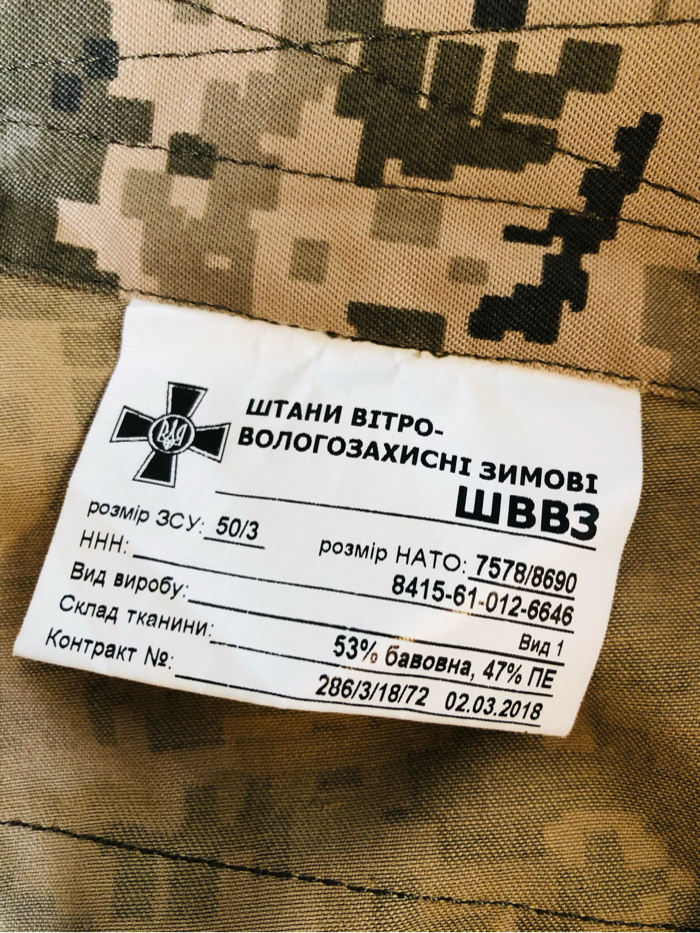 ШТАНИ ВІТРО-
ВОЛОГОЗАХИСНІ ЗИМОВІ
ШВВЗ
розмір ЗСУ: 50/3 розмір НАТО: 7578/8690
ННН: 8415-61-012-6646
Вид виробу: Вид 1
Склад тканини: 53% бавовна, 47% ПЕ
Контракт №: 286/3/18/72 02.03.2018